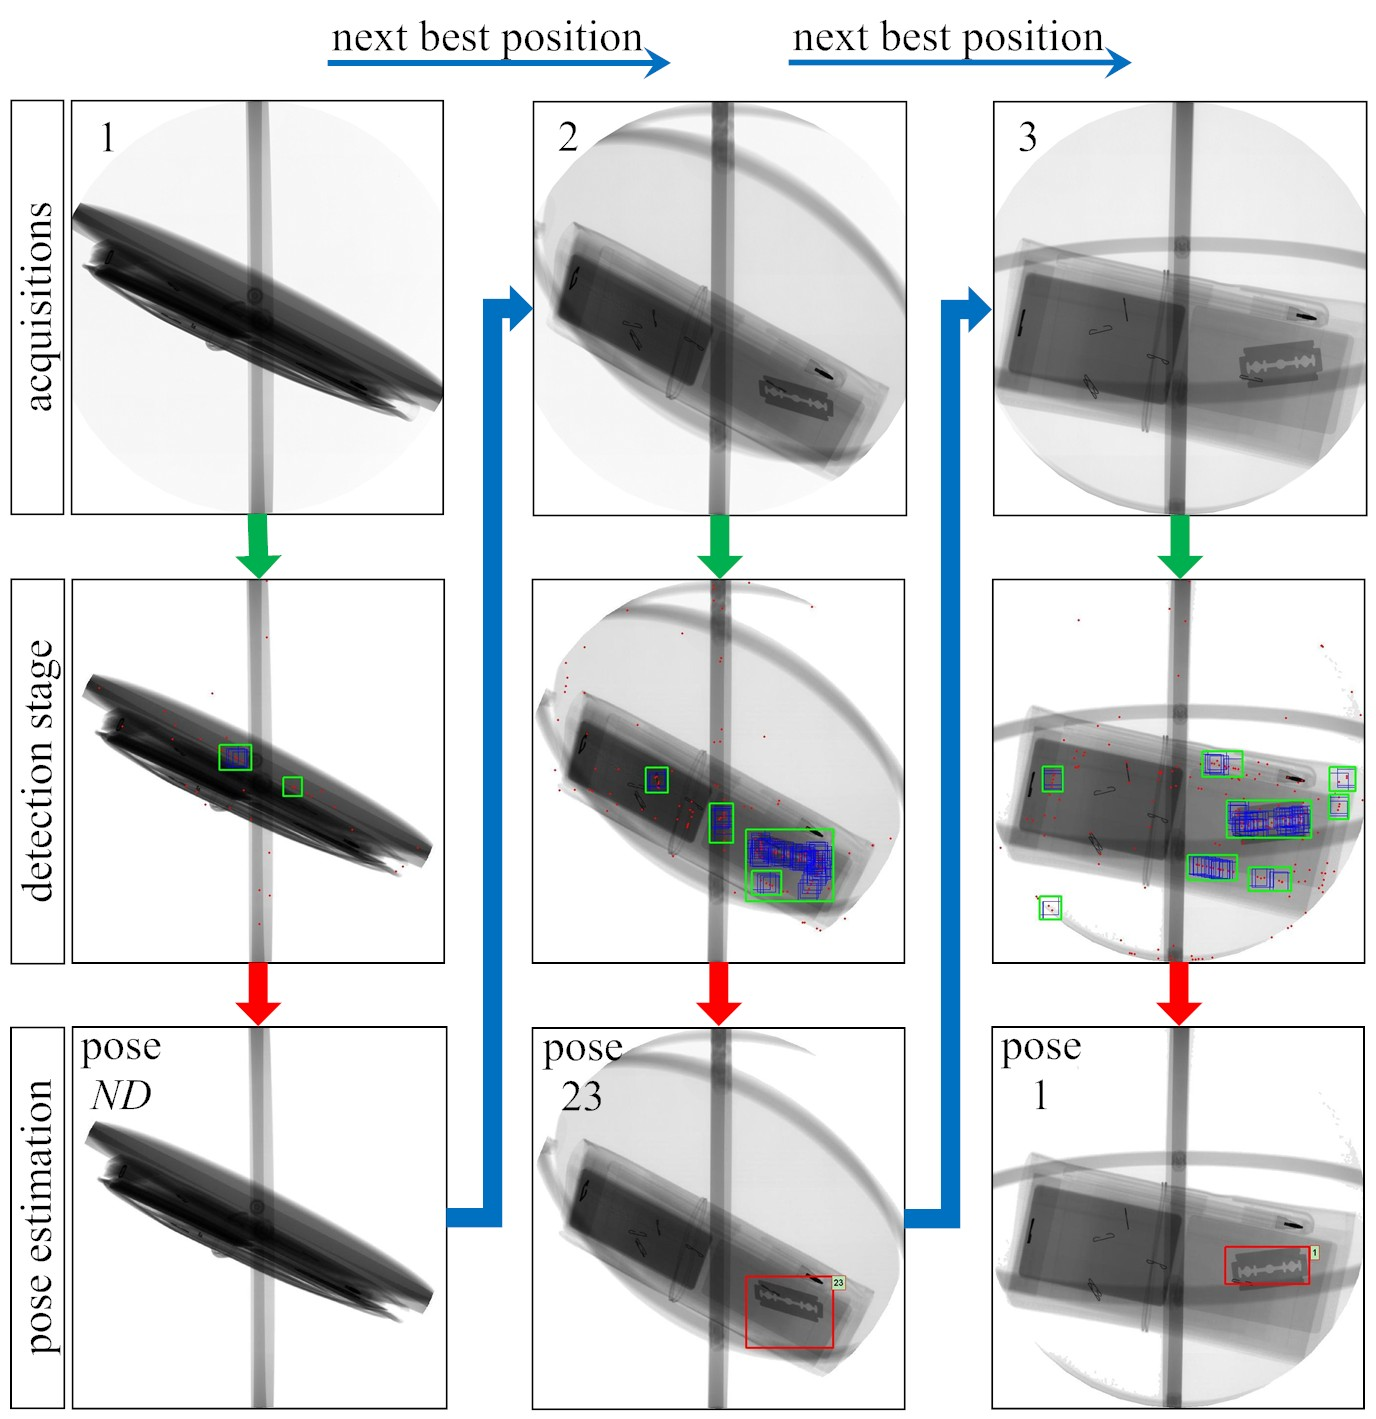 next best position
next best position
acquisitions
1
2
3
detection stage
pose estimation
pose
ND
pose
23
23
pose
1
1